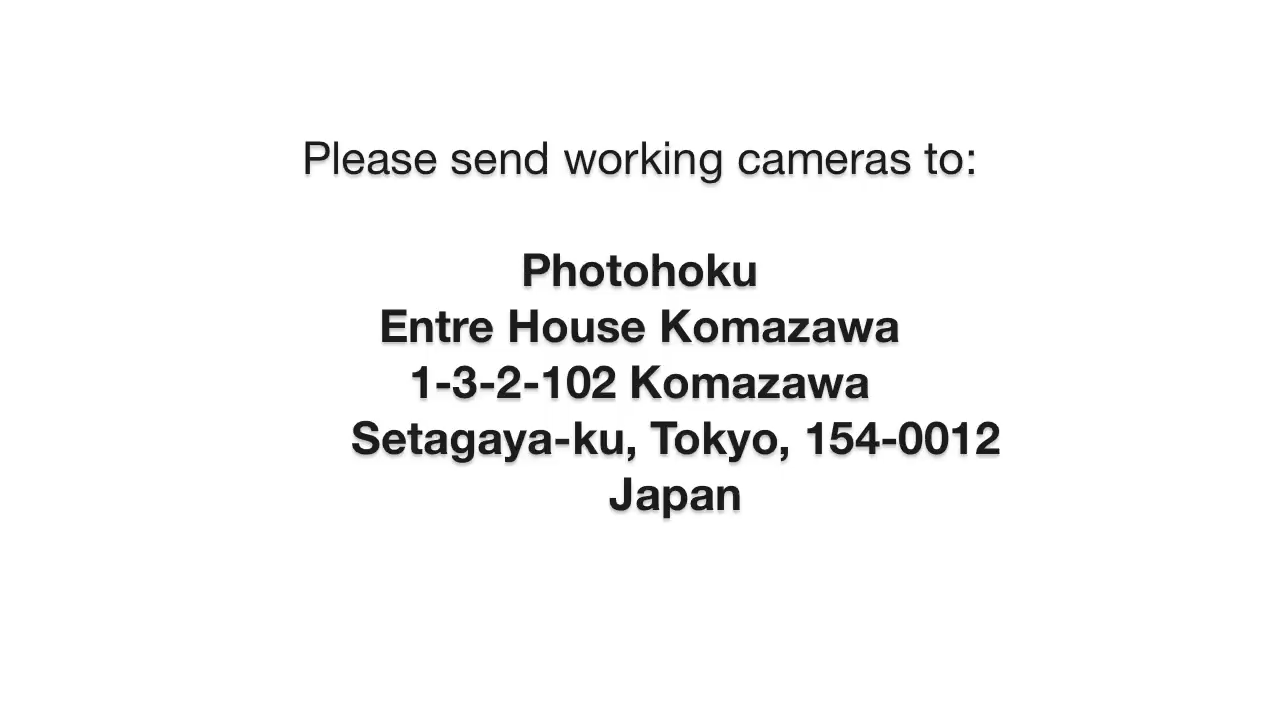 Please send working cameras to:
Photohoku
Entre House Komazawa
1-3-2-102 Komazawa
Setagaya-ku, Tokyo, 154-0012
Japan